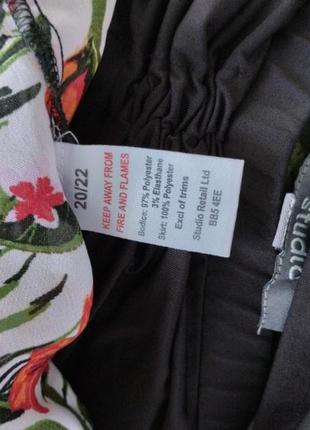 20/22
KEEP AWAY FROM
FIRE AND FLAMES
Bodice: 97% Polyester
3% Elasthane
Skirt: 100% Polyester
Excl of trims
Studio Retail Ltd
BB5 4EE
studio